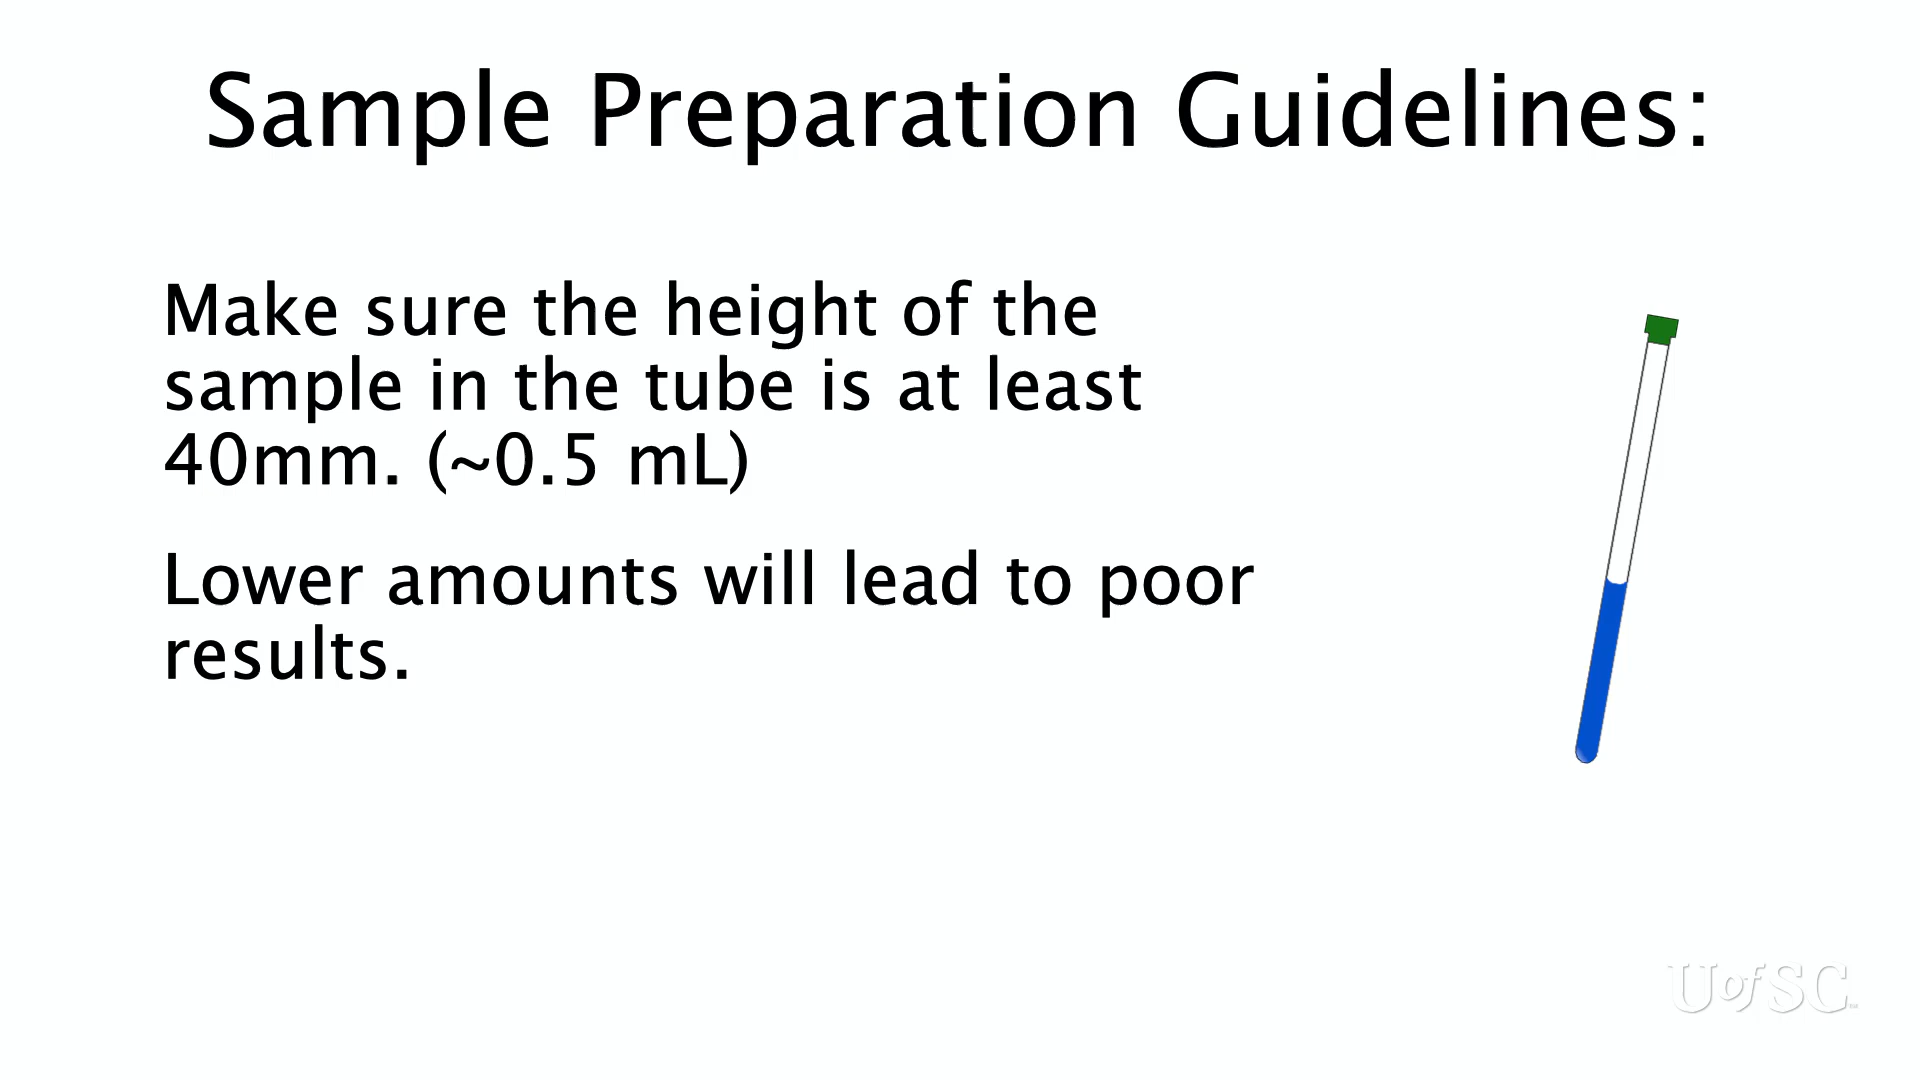 Sample Preparation Guidelines:
Make sure the height of the
sample in the tube is at least
40mm. (~0.5 mL)
Lower amounts will lead to poor
results.
UofSC™